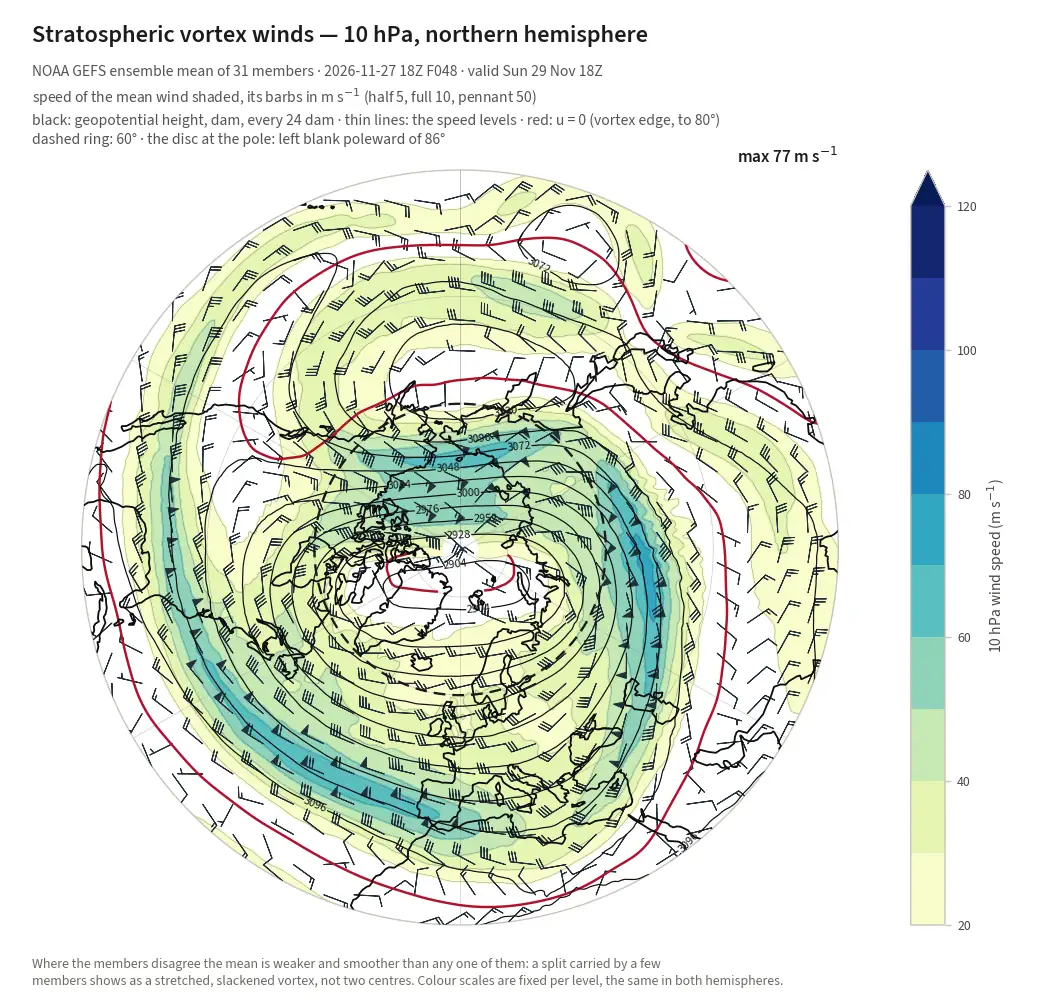 Stratospheric vortex winds — 10 hPa, northern hemisphere
NOAA GEFS ensemble mean of 31 members · 2026-11-27 18Z F048 · valid Sun 29 Nov 18Z
speed of the mean wind shaded, its barbs in m s⁻¹ (half 5, full 10, pennant 50)
black: geopotential height, dam, every 24 dam · thin lines: the speed levels · red: u = 0 (vortex edge, to 80°)
dashed ring: 60° · the disc at the pole: left blank poleward of 86°
max 77 m s⁻¹
120
100
80
60
40
20
10 hPa wind speed (m s⁻¹)
3072
3096
3072
3048
3000
2976
2928
2904
3096
Where the members disagree the mean is weaker and smoother than any one of them: a split carried by a few
members shows as a stretched, slackened vortex, not two centres. Colour scales are fixed per level, the same in both hemispheres.